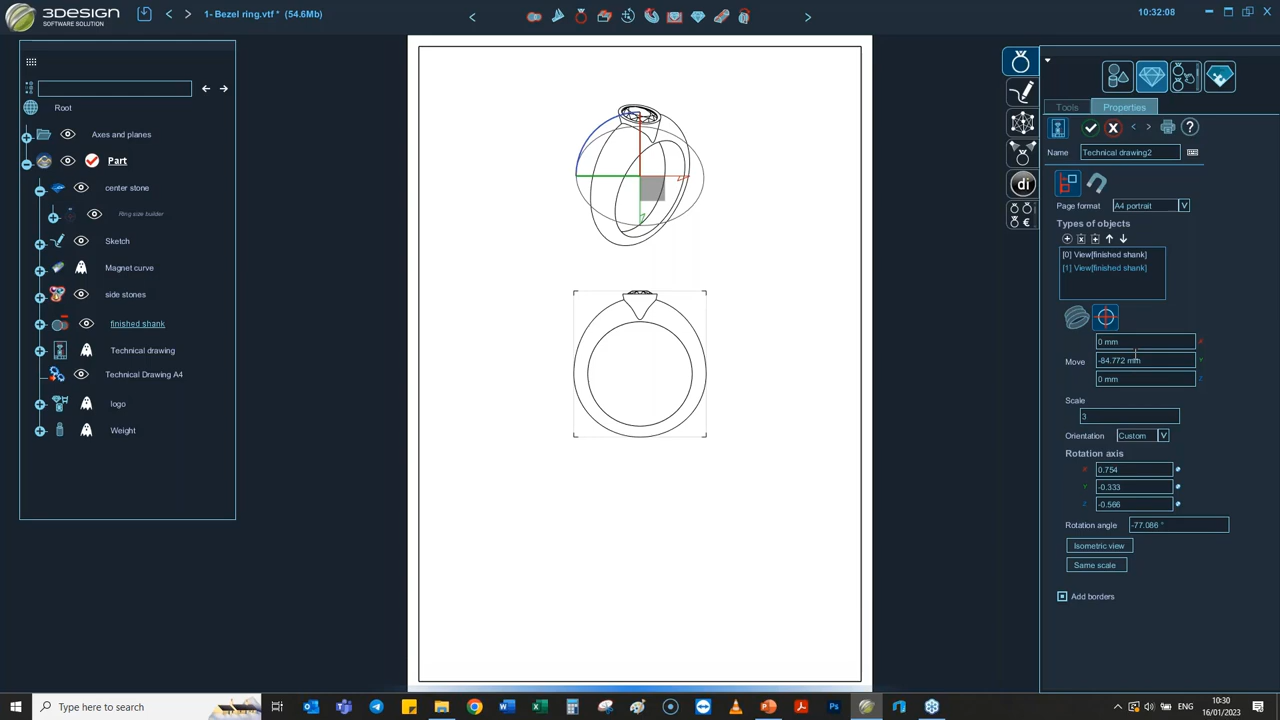 3DESIGN
SOFTWARE SOLUTION
1- Bezel ring.vtf * (54.6Mb)
10:32:08
Root
Axes and planes
Part
center stone
Ring size builder
Sketch
Magnet curve
side stones
finished shank
Technical drawing
Technical Drawing A4
logo
Weight
di
Tools
Properties
Name
Technical drawing2
Page format
A4 portrait
V
Types of objects
[0] View[finished shank]
[1] View[finished shank]
0 mm
X
Move
-84.772 mm
Y
0 mm
Z
Scale
3
Orientation
Custom
V
Rotation axis
X
0.754
Y
-0.333
Z
-0.566
Rotation angle
-77.086 °
Isometric view
Same scale
Add borders
Type here to search
ENG
10:30
16/01/2023